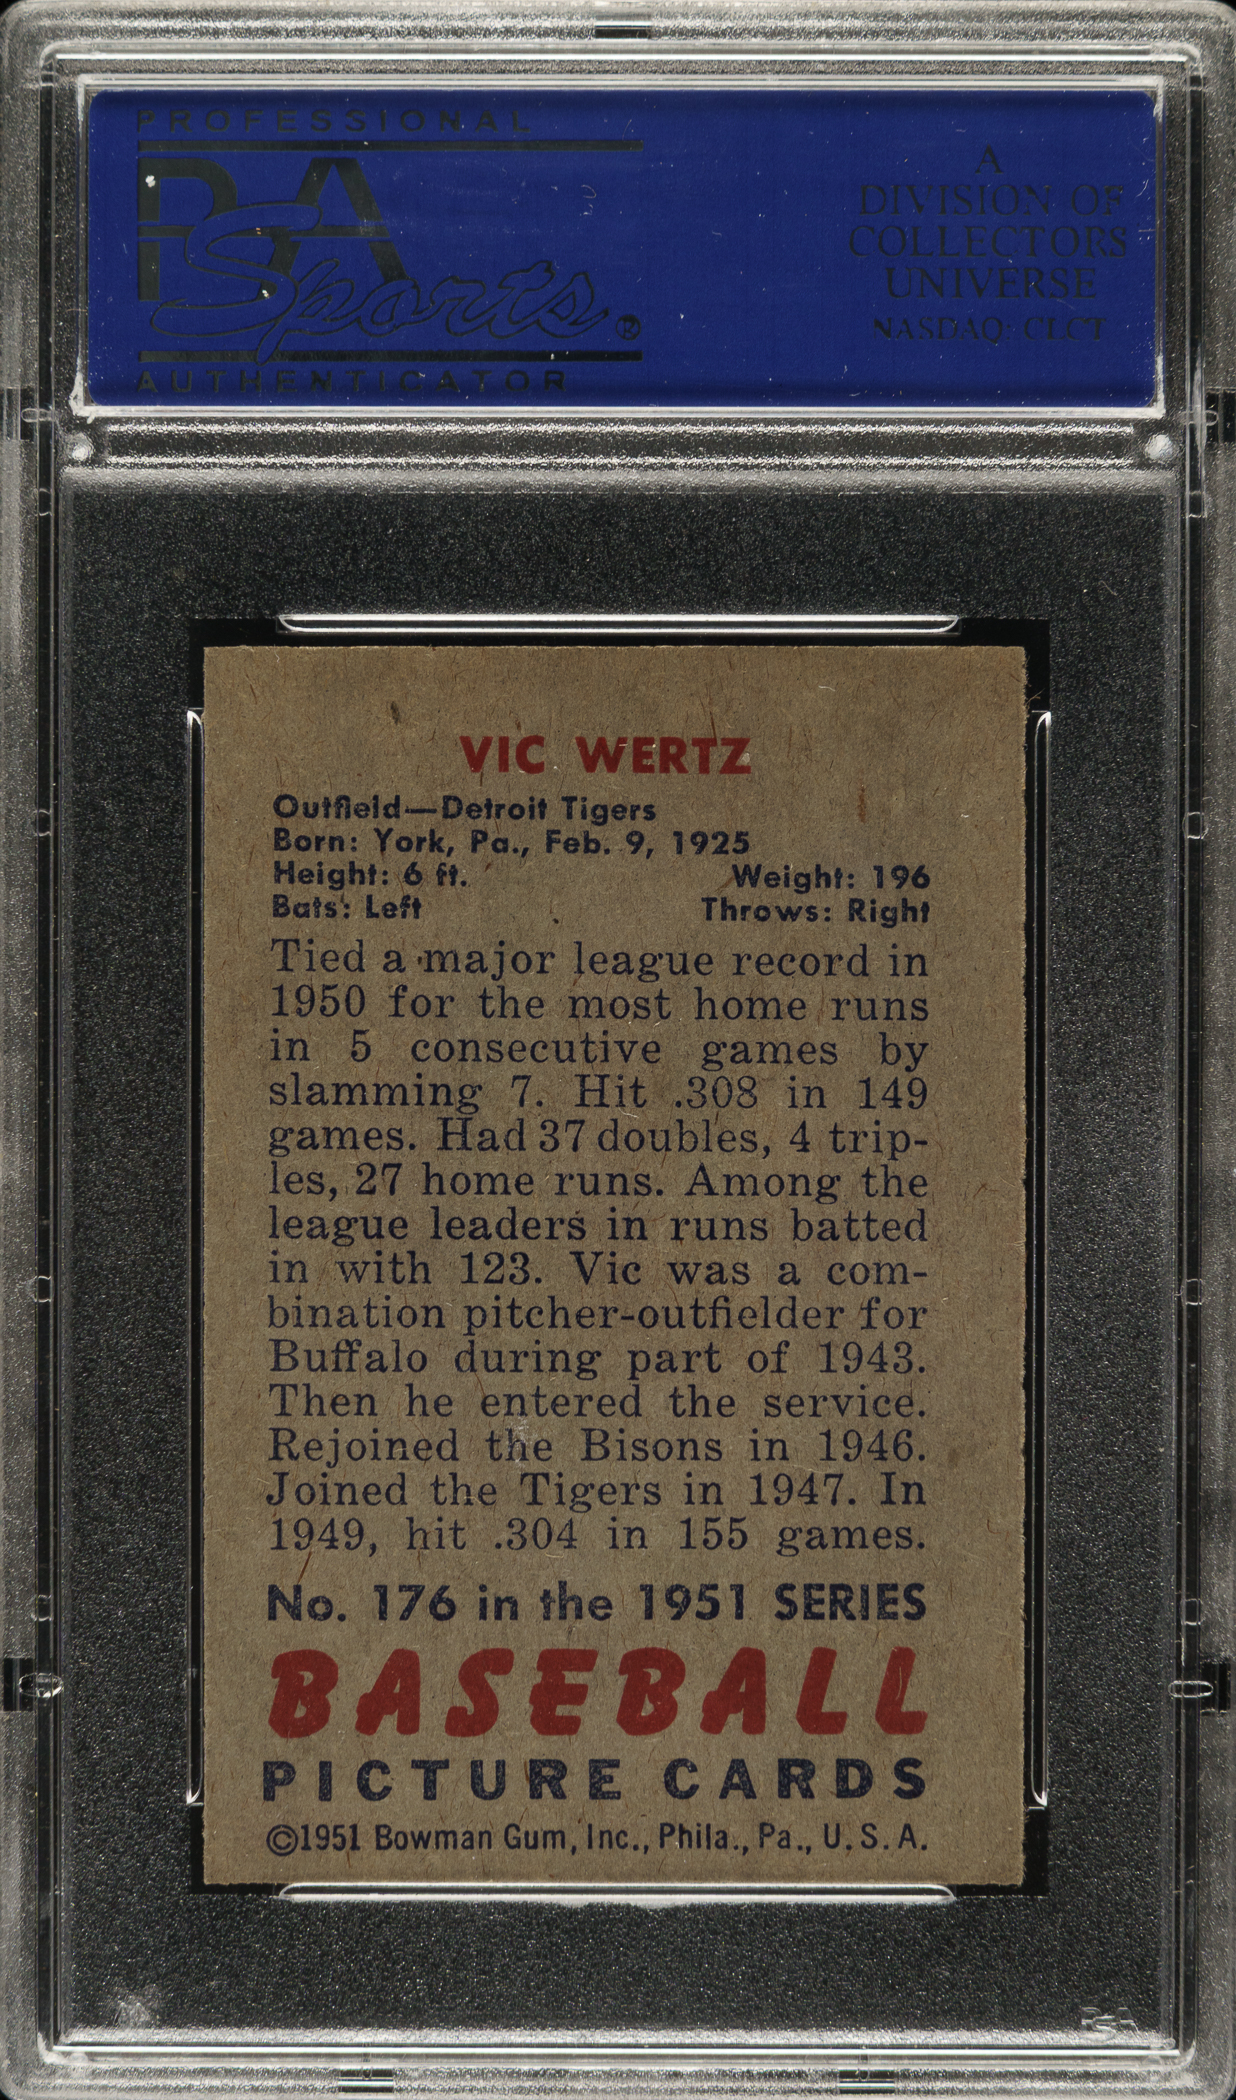 PROFESSIONAL
PSA
Sports®
AUTHENTICATOR
A
DIVISION OF
COLLECTORS
UNIVERSE
NASDAQ: CLCT
VIC WERTZ
Outfield—Detroit Tigers
Born: York, Pa., Feb. 9, 1925
Height: 6 ft. Weight: 196
Bats: Left Throws: Right
Tied a major league record in
1950 for the most home runs
in 5 consecutive games by
slamming 7. Hit .308 in 149
games. Had 37 doubles, 4 trip-
les, 27 home runs. Among the
league leaders in runs batted
in with 123. Vic was a com-
bination pitcher-outfielder for
Buffalo during part of 1943.
Then he entered the service.
Rejoined the Bisons in 1946.
Joined the Tigers in 1947. In
1949, hit .304 in 155 games.
No. 176 in the 1951 SERIES
BASEBALL
PICTURE CARDS
©1951 Bowman Gum, Inc., Phila., Pa., U.S.A.
PSA